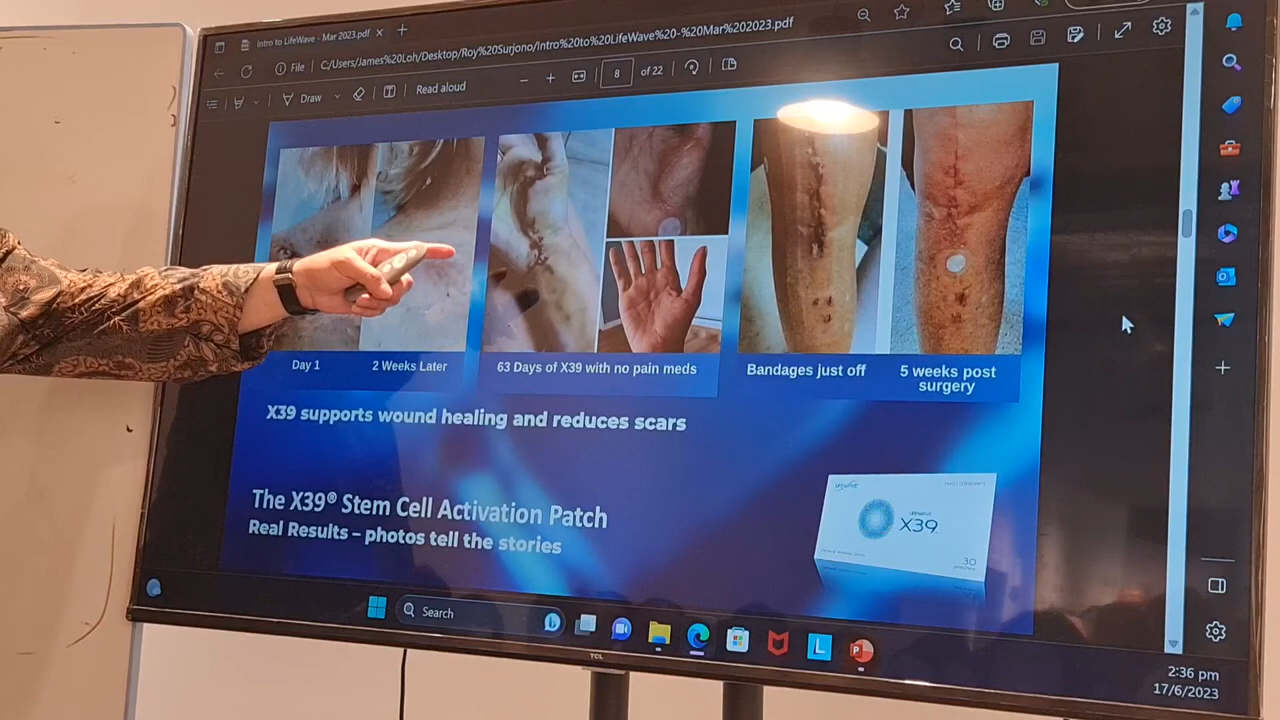 Intro to LifeWave - Mar 2023.pdf
File
C:/Users/James%20Loh/Desktop/Roy%20Surjono/Intro%20to%20LifeWave%20-%20Mar%202023.pdf
Draw
Read aloud
8
of 22
Day 1
2 Weeks Later
63 Days of X39 with no pain meds
Bandages just off
5 weeks post
surgery
X39 supports wound healing and reduces scars
The X39® Stem Cell Activation Patch
Real Results – photos tell the stories
LIFEWAVE
X39
30
Search
L
P
TCL
2:36 pm
17/6/2023